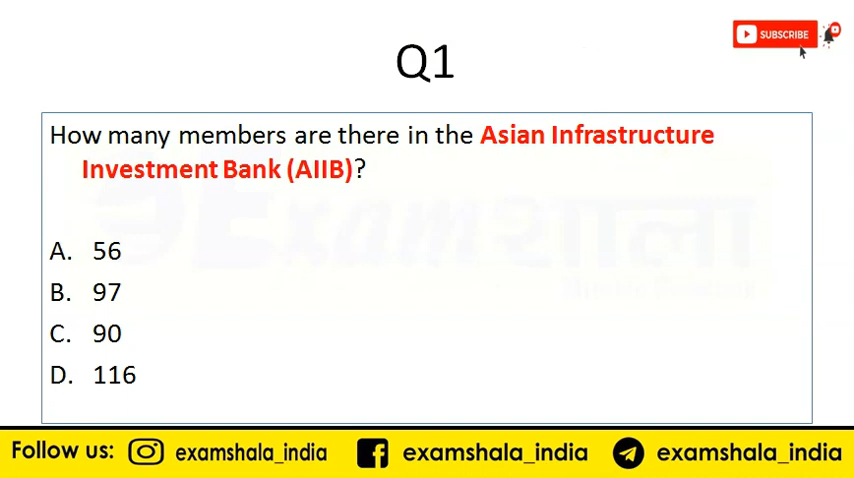 SUBSCRIBE
Q1
How many members are there in the Asian Infrastructure
Investment Bank (AIIB)?
Examशाला
A. 56
B. 97
C. 90
D. 116
Follow us: examshala_india examshala_india examshala_india